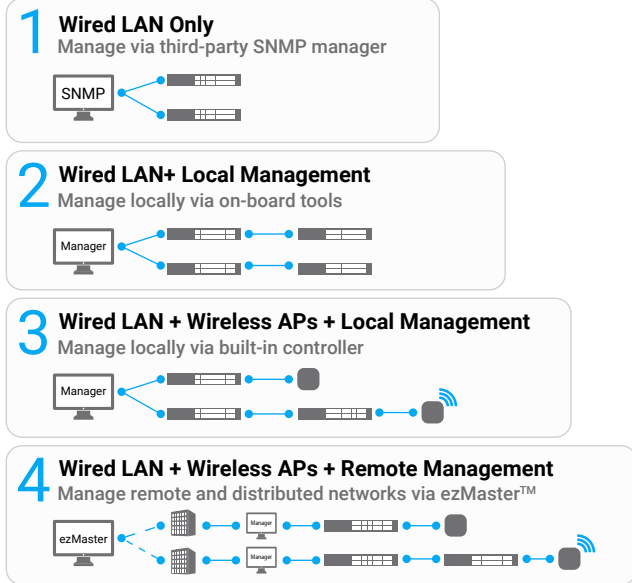 1 Wired LAN Only
Manage via third-party SNMP manager
SNMP
2 Wired LAN+ Local Management
Manage locally via on-board tools
Manager
3 Wired LAN + Wireless APs + Local Management
Manage locally via built-in controller
Manager
4 Wired LAN + Wireless APs + Remote Management
Manage remote and distributed networks via ezMaster™
Manager
ezMaster
Manager